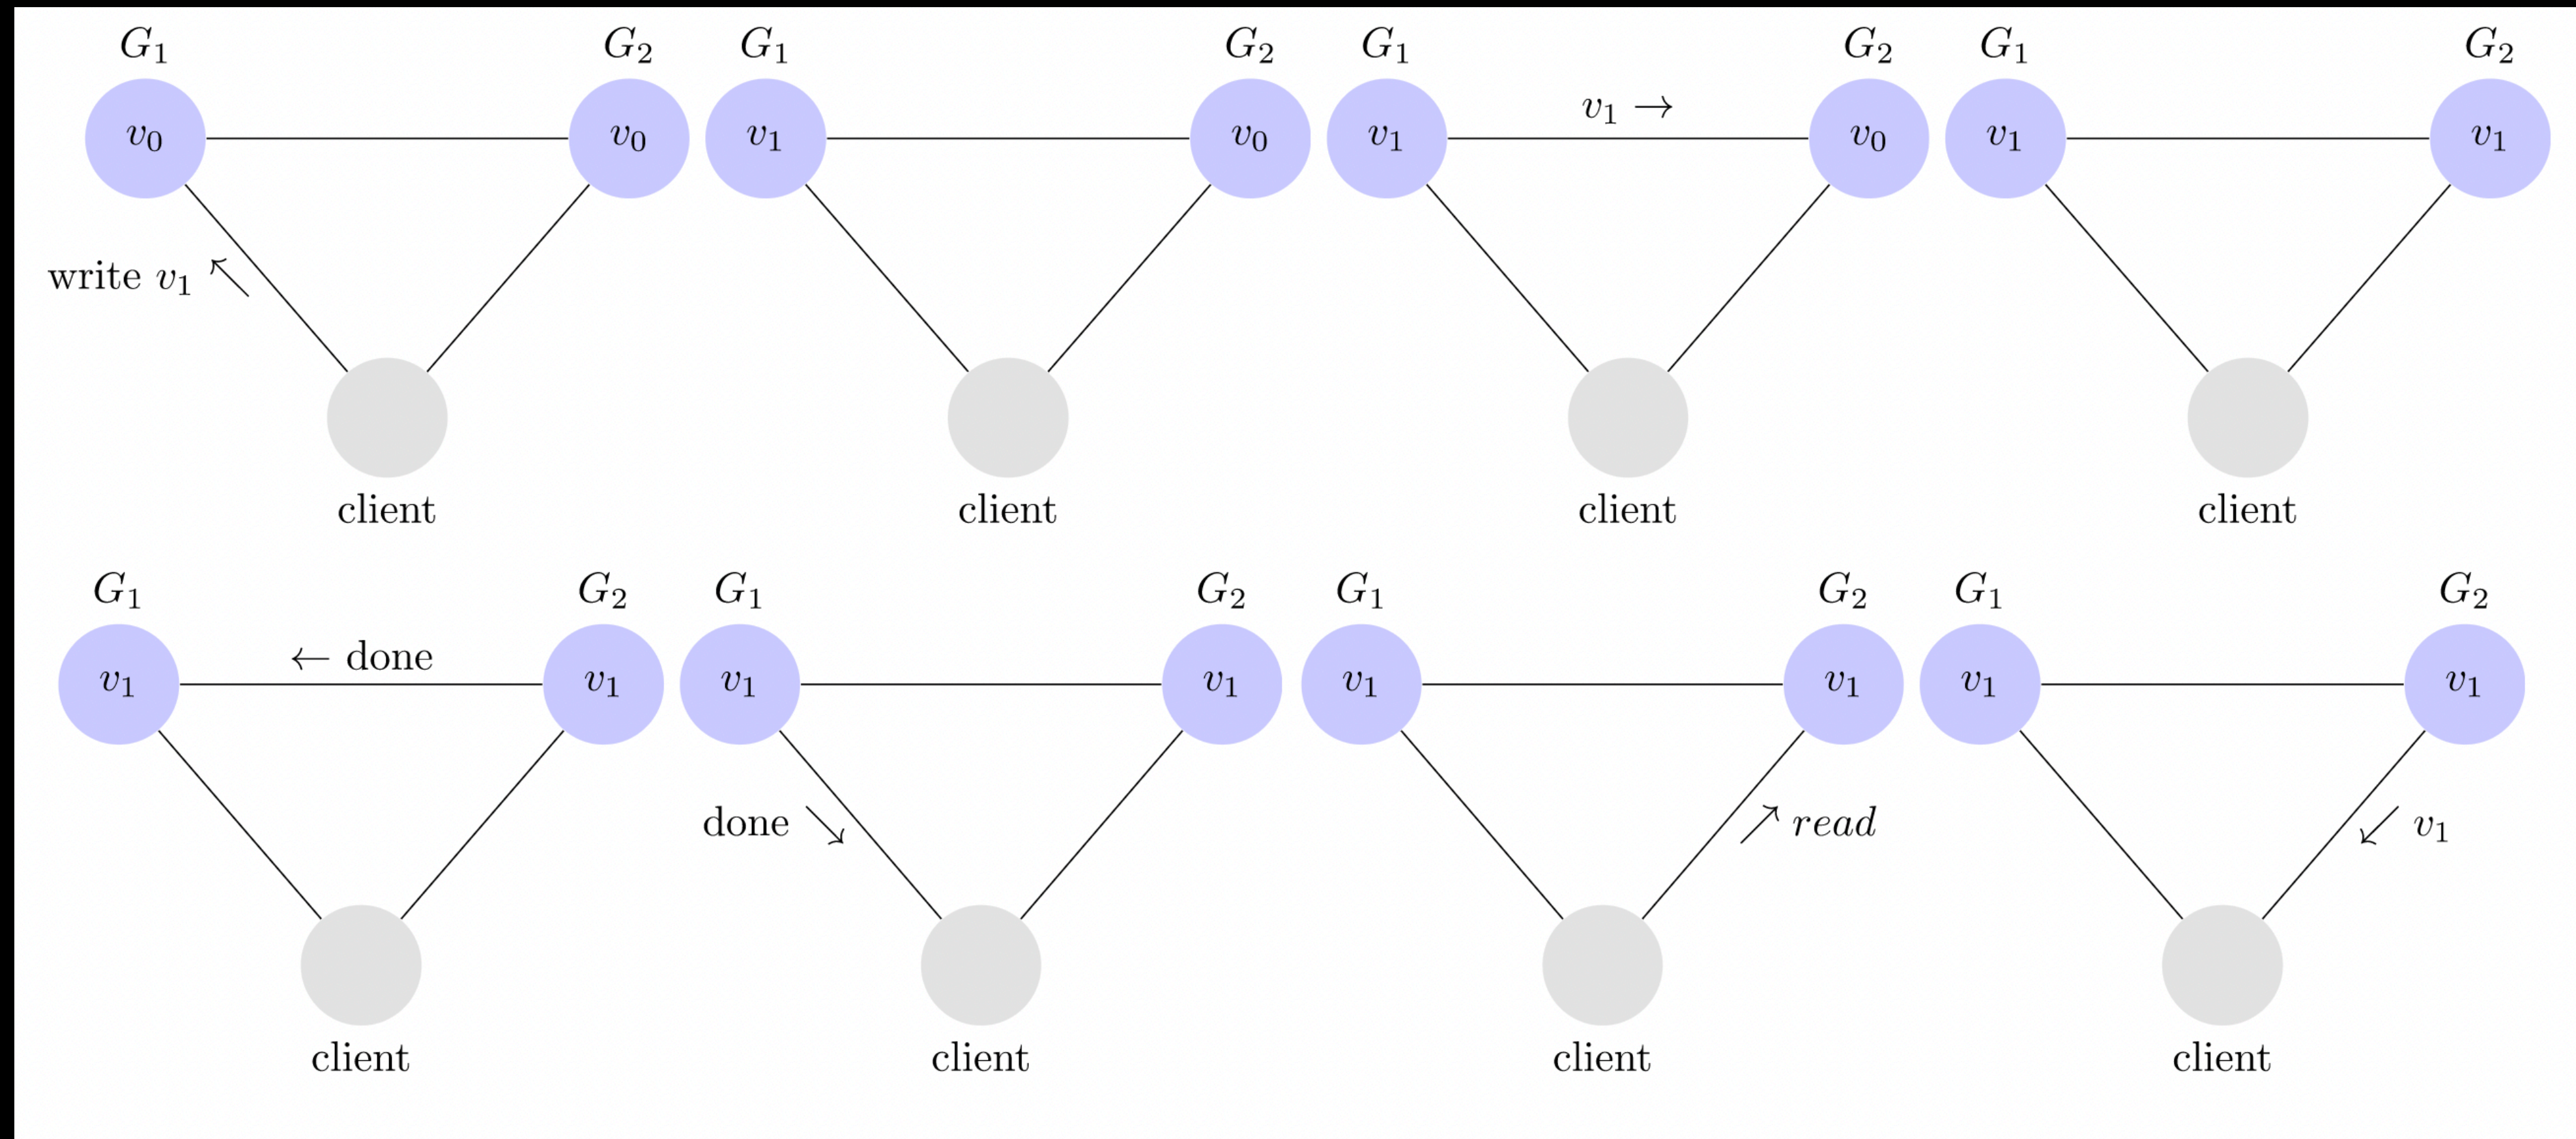 G₁ G₂ G₁ G₂ G₁ G₂ G₁ G₂
v₁ →
v₀ v₀ v₁ v₀ v₁ v₀ v₁ v₁
write v₁
client client client client
G₁ G₂ G₁ G₂ G₁ G₂ G₁ G₂
← done
v₁ v₁ v₁ v₁ v₁ v₁ v₁ v₁
done read v₁
client client client client